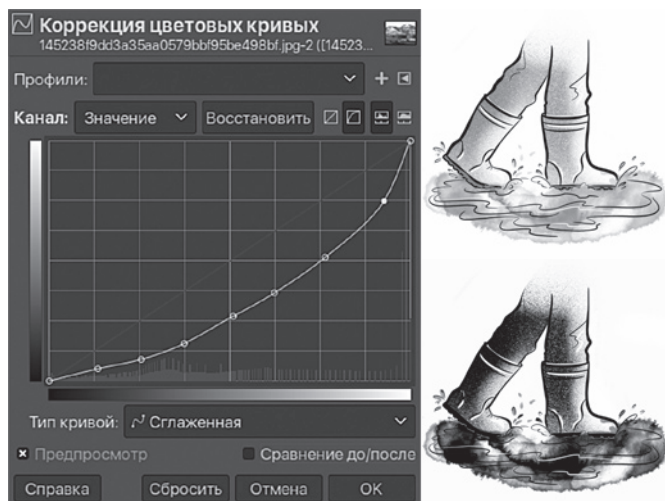 Коррекция цветовых кривых
145238f9dd3a35aa0579bbf95be498bf.jpg-2 ([14523...
Профили:
Канал: Значение Восстановить
Тип кривой: Сглаженная
Предпросмотр Сравнение до/после
Справка Сбросить Отмена OK